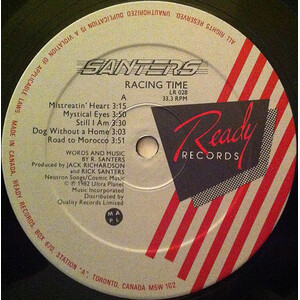 UNAUTHORIZED DUPLICATION IS A VIOLATION OF APPLICABLE LAWS. MADE IN CANADA. READY RECORDS, BOX 670, STATION "A", TORONTO, CANADA M5W 1G2
SANTERS
RACING TIME
A
LR 028
33.3 RPM
Mistreatin' Heart 3:15
Mystical Eyes 3:50
Still I Am 3:30
Dog Without a Home 3:03
Road to Morocco 3:51
WORDS AND MUSIC
BY R. SANTERS
Produced by JACK RICHARDSON
and RICK SANTERS
Neutron Songs/Cosmic Music
℗ © 1982 Ultra Planet
Music Incorporated
Distributed by
Quality Records Limited
MAPL
Ready
RECORDS